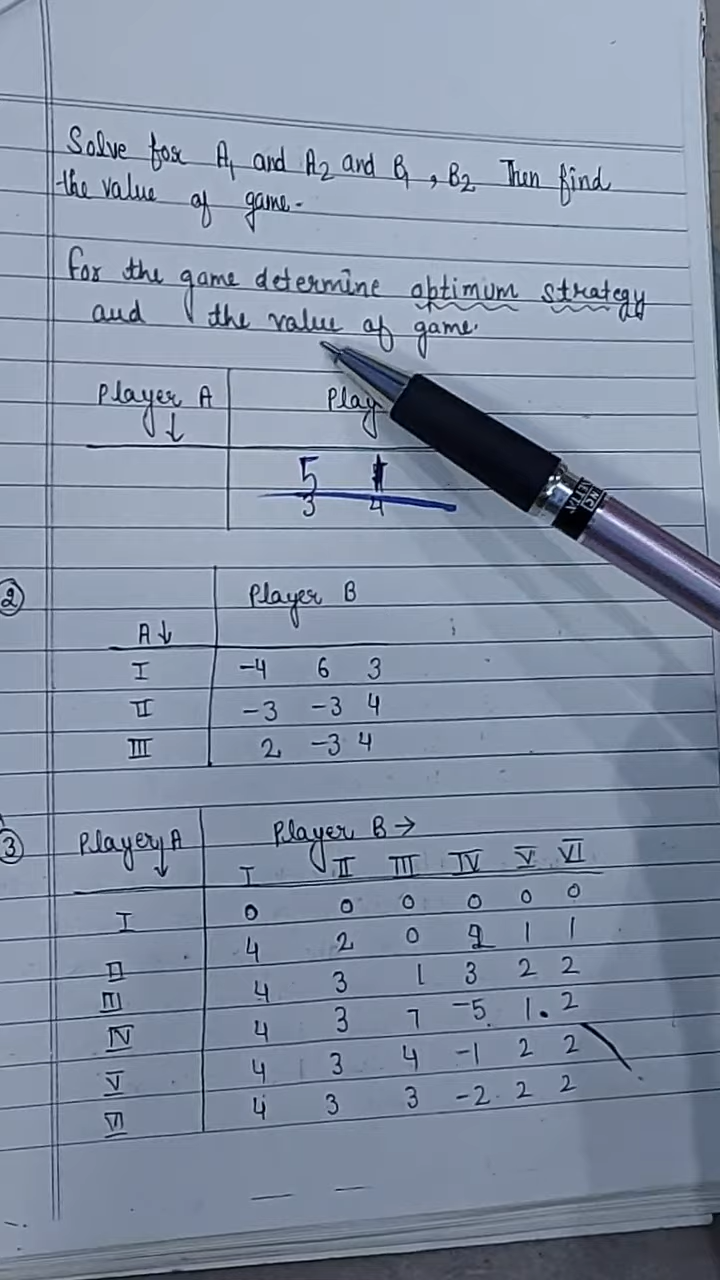 Solve for A1 and A2 and B1, B2 Then find
the value of game.
for the game determine optimum strategy
and the value of game.
Player A ↓ Play
5 1
3 4
② Player B
A↓
I -4 6 3
II -3 -3 4
III 2 -3 4
③ Player A ↓ Player B →
I II III IV V VI
I 0 0 0 0 0 0
II 4 2 0 2 1 1
III 4 3 1 3 2 2
IV 4 3 7 -5 1 2
V 4 3 4 -1 2 2
VI 4 3 3 -2 2 2